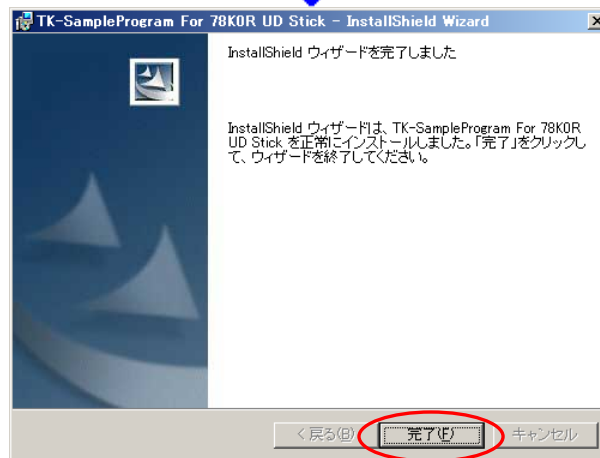 TK-SampleProgram For 78K0R UD Stick - InstallShield Wizard
InstallShield ウィザードを完了しました
InstallShield ウィザードは、TK-SampleProgram For 78K0R
UD Stick を正常にインストールしました。「完了」をクリックし
て、ウィザードを終了してください。
< 戻る(B)
完了(F)
キャンセル